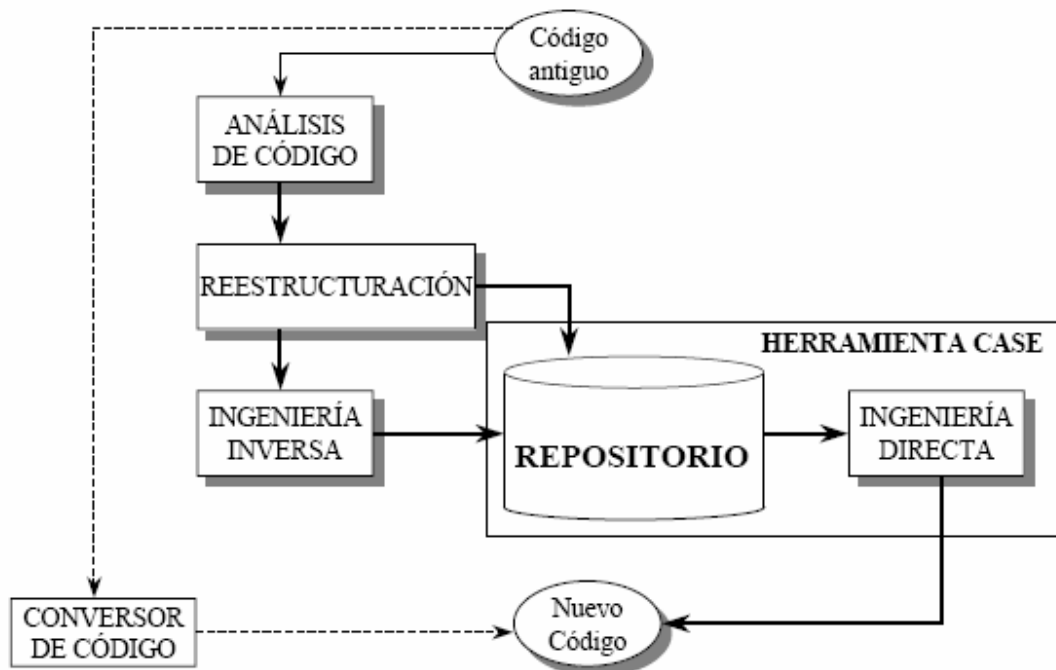 Código
antiguo
ANÁLISIS
DE CÓDIGO
REESTRUCTURACIÓN
HERRAMIENTA CASE
INGENIERÍA
INVERSA
REPOSITORIO
INGENIERÍA
DIRECTA
CONVERSOR
DE CÓDIGO
Nuevo
Código